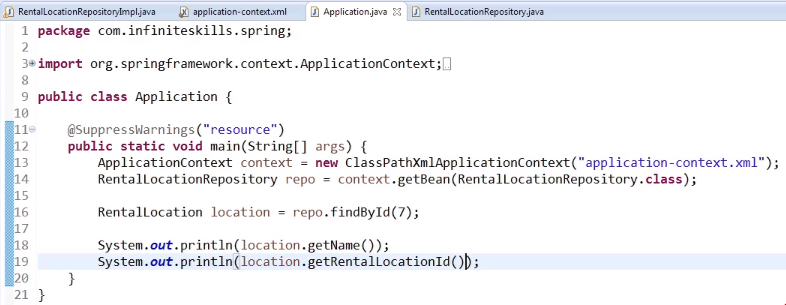 RentalLocationRepositoryImpl.java application-context.xml Application.java RentalLocationRepository.java
1 package com.infiniteskills.spring;
2
3 import org.springframework.context.ApplicationContext;
8
9 public class Application {
10
11 @SuppressWarnings("resource")
12 public static void main(String[] args) {
13 ApplicationContext context = new ClassPathXmlApplicationContext("application-context.xml");
14 RentalLocationRepository repo = context.getBean(RentalLocationRepository.class);
15
16 RentalLocation location = repo.findById(7);
17
18 System.out.println(location.getName());
19 System.out.println(location.getRentalLocationId());
20 }
21 }